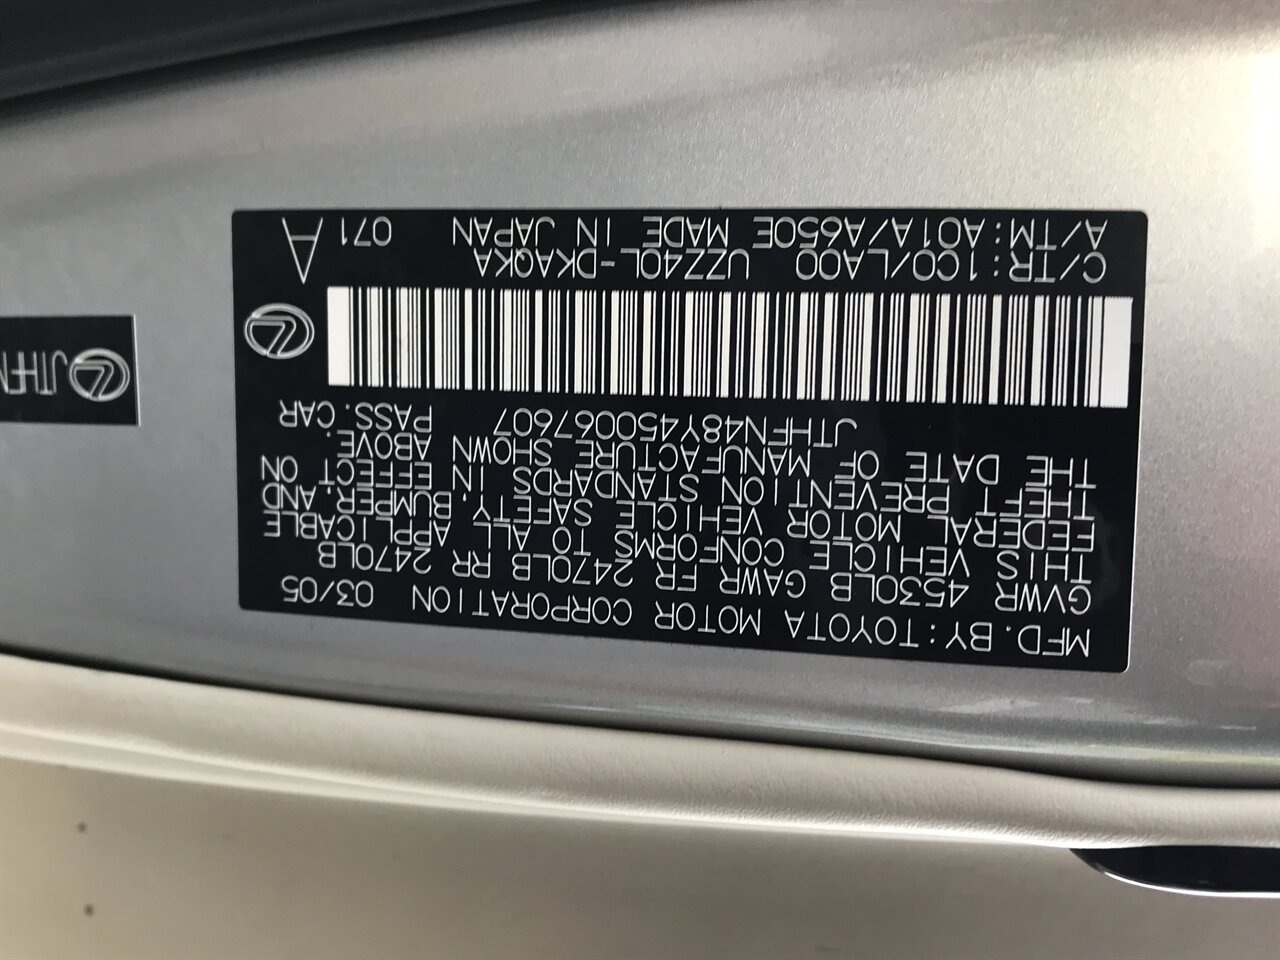 MFD. BY: TOYOTA MOTOR CORPORATION 03/05
GVWR 4530LB GAWR FR 2470LB RR 2470LB
THIS VEHICLE CONFORMS TO ALL APPLICABLE
FEDERAL MOTOR VEHICLE SAFETY, BUMPER, AND
THEFT PREVENTION STANDARDS IN EFFECT ON
THE DATE OF MANUFACTURE SHOWN ABOVE.
JTHFN48Y450067607 PASS. CAR
C/TR: 1C0/LA00 UZZ40L-DKAQKA
A/TM: A01A/A650E MADE IN JAPAN 071 A
JTHFN